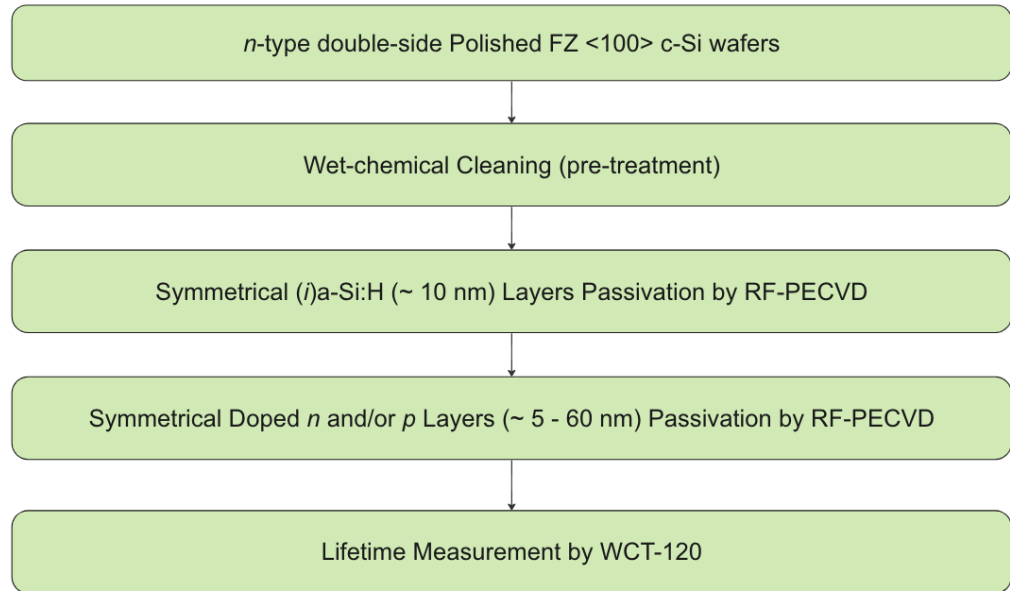 n-type double-side Polished FZ <100> c-Si wafers
Wet-chemical Cleaning (pre-treatment)
Symmetrical (i)a-Si:H (~ 10 nm) Layers Passivation by RF-PECVD
Symmetrical Doped n and/or p Layers (~ 5 - 60 nm) Passivation by RF-PECVD
Lifetime Measurement by WCT-120